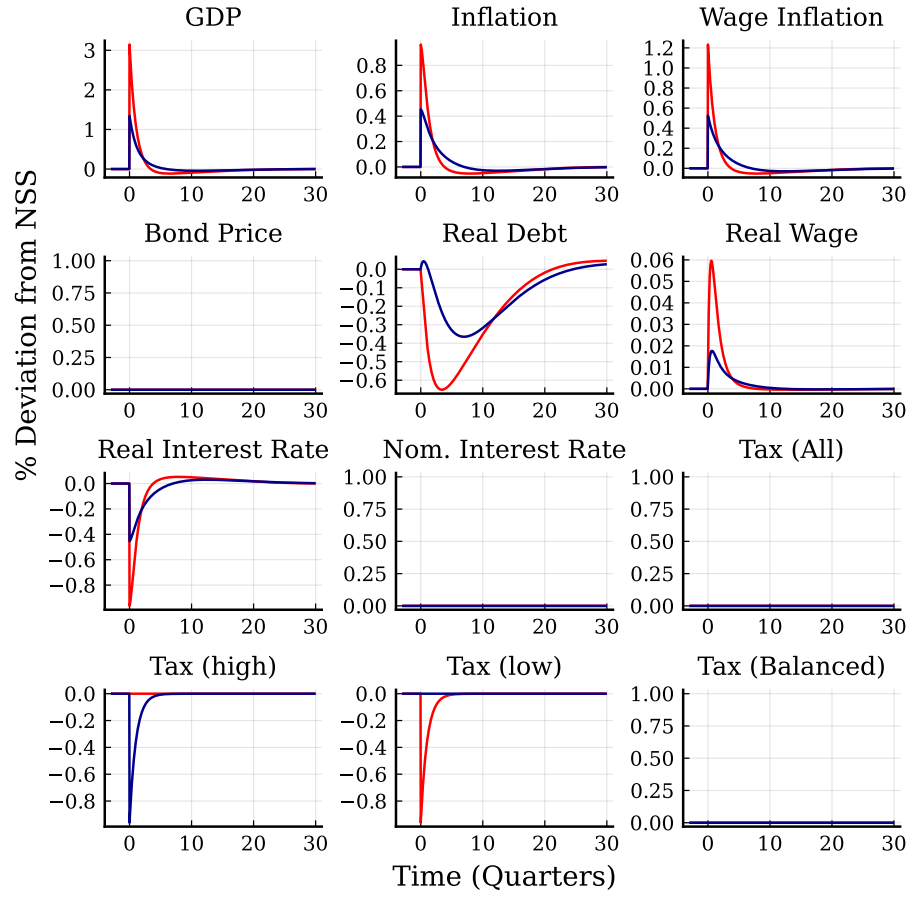 GDP
Inflation
Wage Inflation
3
2
1
0
0 10 20 30
0.8
0.6
0.4
0.2
0.0
0 10 20 30
1.2
1.0
0.8
0.6
0.4
0.2
0.0
0 10 20 30
% Deviation from NSS
Bond Price
Real Debt
Real Wage
1.00
0.75
0.50
0.25
0.00
0 10 20 30
0.0
−0.1
−0.2
−0.3
−0.4
−0.5
−0.6
0 10 20 30
0.06
0.05
0.04
0.03
0.02
0.01
0.00
0 10 20 30
Real Interest Rate
Nom. Interest Rate
Tax (All)
0.0
−0.2
−0.4
−0.6
−0.8
0 10 20 30
1.00
0.75
0.50
0.25
0.00
0 10 20 30
1.00
0.75
0.50
0.25
0.00
0 10 20 30
Tax (high)
Tax (low)
Tax (Balanced)
0.0
−0.2
−0.4
−0.6
−0.8
0 10 20 30
0.0
−0.2
−0.4
−0.6
−0.8
0 10 20 30
1.00
0.75
0.50
0.25
0.00
0 10 20 30
Time (Quarters)